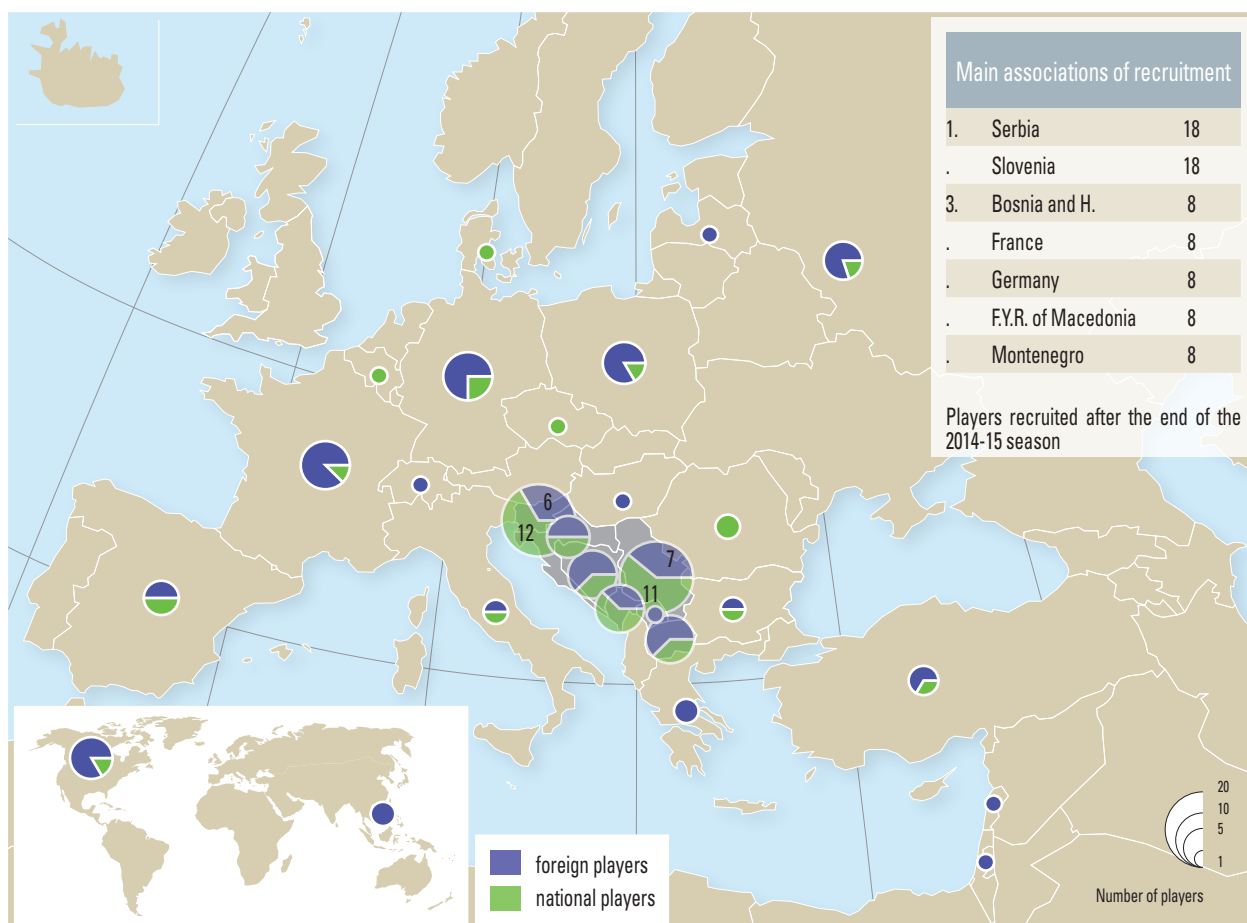 Main associations of recruitment
1. Serbia 18
. Slovenia 18
3. Bosnia and H. 8
. France 8
. Germany 8
. F.Y.R. of Macedonia 8
. Montenegro 8
Players recruited after the end of the
2014-15 season
6
12
7
11
20
10
5
1
Number of players
foreign players
national players